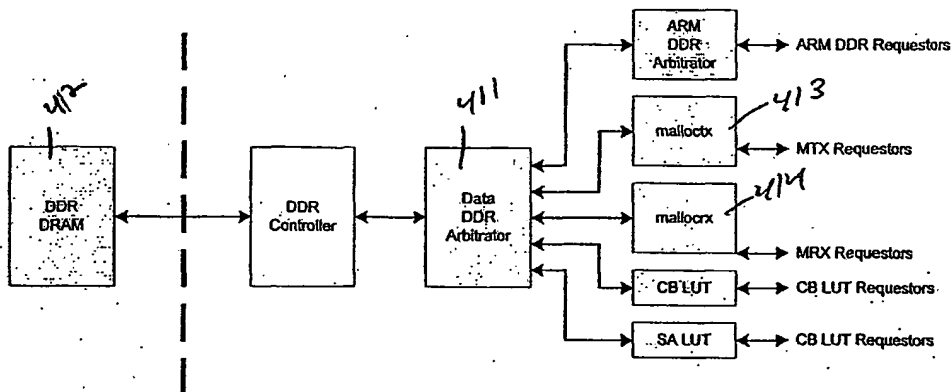 412
DDR
DRAM
DDR
Controller
411
Data
DDR
Arbitrator
ARM
DDR
Arbitrator
ARM DDR Requestors
413
malloctx
MTX Requestors
414
mallocrx
MRX Requestors
CB LUT
CB LUT Requestors
SA LUT
CB LUT Requestors